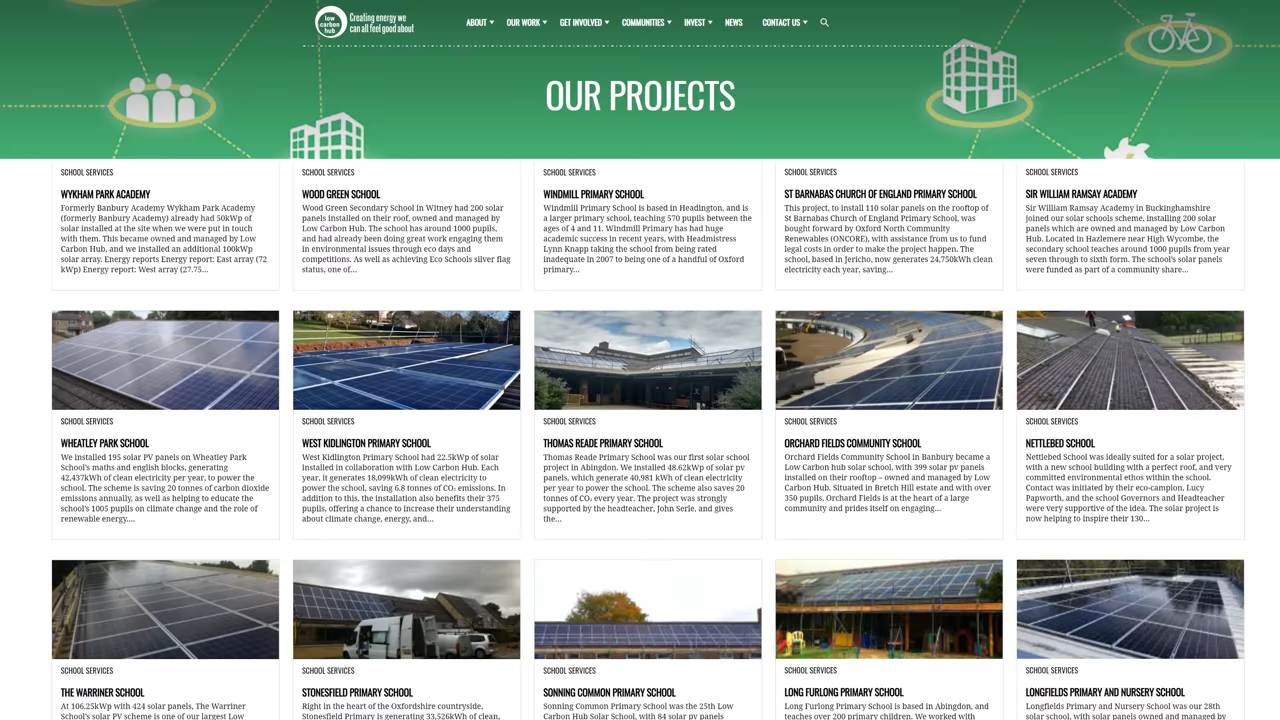 low carbon hub
Creating energy we
can all feel good about
ABOUT
OUR WORK
GET INVOLVED
COMMUNITIES
INVEST
NEWS
CONTACT US
OUR PROJECTS
SCHOOL SERVICES
WYKHAM PARK ACADEMY
Formerly Banbury Academy Wykham Park Academy
(formerly Banbury Academy) already had 50kWp of
solar installed at the site when we were put in touch
with them. This became owned and managed by Low
Carbon Hub, and we installed an additional 100kWp
solar array. Energy reports Energy report: East array (72
kWp) Energy report: West array (27.75...
SCHOOL SERVICES
WOOD GREEN SCHOOL
Wood Green Secondary School in Witney had 200 solar
panels installed on their roof, owned and managed by
Low Carbon Hub. The school has around 1000 pupils,
and had already been doing great work engaging them
in environmental issues through eco days and
competitions. As well as achieving Eco Schools silver flag
status, one of...
SCHOOL SERVICES
WINDMILL PRIMARY SCHOOL
Windmill Primary School is based in Headington, and is
a larger primary school, teaching 570 pupils between the
ages of 4 and 11. Windmill Primary has had huge
academic success in recent years, with Headmistress
Lynn Knapp taking the school from being rated
inadequate in 2007 to being one of a handful of Oxford
primary...
SCHOOL SERVICES
ST BARNABAS CHURCH OF ENGLAND PRIMARY SCHOOL
This project, to install 110 solar panels on the rooftop of
St Barnabas Church of England Primary School, was
bought forward by Oxford North Community
Renewables (ONCORE), with assistance from us to fund
legal costs in order to make the project happen. The
school, based in Jericho, now generates 24,750kWh clean
electricity each year, saving...
SCHOOL SERVICES
SIR WILLIAM RAMSAY ACADEMY
Sir William Ramsay Academy in Buckinghamshire
joined our solar schools scheme, installing 200 solar
panels which are owned and managed by Low Carbon
Hub. Located in Hazlemere near High Wycombe, the
secondary school teaches around 1000 pupils from year
seven through to sixth form. The school's solar panels
were funded as part of a community share...
SCHOOL SERVICES
WHEATLEY PARK SCHOOL
We installed 195 solar PV panels on Wheatley Park
School's maths and english blocks, generating
42,437kWh of clean electricity per year, to power the
school. The scheme is saving 20 tonnes of carbon dioxide
emissions annually, as well as helping to educate the
school's 1005 pupils on climate change and the role of
renewable energy....
SCHOOL SERVICES
WEST KIDLINGTON PRIMARY SCHOOL
West Kidlington Primary School had 22.5kWp of solar
installed in collaboration with Low Carbon Hub. Each
year, it generates 18,099kWh of clean electricity to
power the school, saving 6.8 tonnes of CO₂ emissions. In
addition to this, the installation also benefits their 375
pupils, offering a chance to increase their understanding
about climate change, energy, and...
SCHOOL SERVICES
THOMAS READE PRIMARY SCHOOL
Thomas Reade Primary School was our first solar school
project in Abingdon. We installed 48.62kWp of solar pv
panels, which generate 40,981 kWh of clean electricity
per year to power the school. The scheme also saves 20
tonnes of CO₂ every year. The project was strongly
supported by the headteacher, John Serle, and gives
the...
SCHOOL SERVICES
ORCHARD FIELDS COMMUNITY SCHOOL
Orchard Fields Community School in Banbury became a
Low Carbon hub solar school, with 399 solar pv panels
installed on their rooftop – owned and managed by Low
Carbon Hub. Situated in Bretch Hill estate and with over
350 pupils, Orchard Fields is at the heart of a large
community and prides itself on engaging...
SCHOOL SERVICES
NETTLEBED SCHOOL
Nettlebed School was ideally suited for a solar project,
with a new school building with a perfect roof, and very
committed environmental ethos within the school.
Contact was initiated by their eco-campion, Lucy
Papworth, and the school Governors and Headteacher
were very supportive of the idea. The solar project is
now helping to inspire their 130...
SCHOOL SERVICES
THE WARRINER SCHOOL
At 106.25kWp with 424 solar panels, The Warriner
School's solar PV scheme is one of our largest Low
SCHOOL SERVICES
STONESFIELD PRIMARY SCHOOL
Right in the heart of the Oxfordshire countryside,
Stonesfield Primary is generating 33,526kWh of clean,
SCHOOL SERVICES
SONNING COMMON PRIMARY SCHOOL
Sonning Common Primary School was the 25th Low
Carbon Hub Solar School, with 84 solar pv panels
SCHOOL SERVICES
LONG FURLONG PRIMARY SCHOOL
Long Furlong Primary School is based in Abingdon, and
teaches over 200 primary children. We worked with
SCHOOL SERVICES
LONGFIELDS PRIMARY AND NURSERY SCHOOL
Longfields Primary and Nursery School was our 28th
solar school, with solar panels owned and managed by